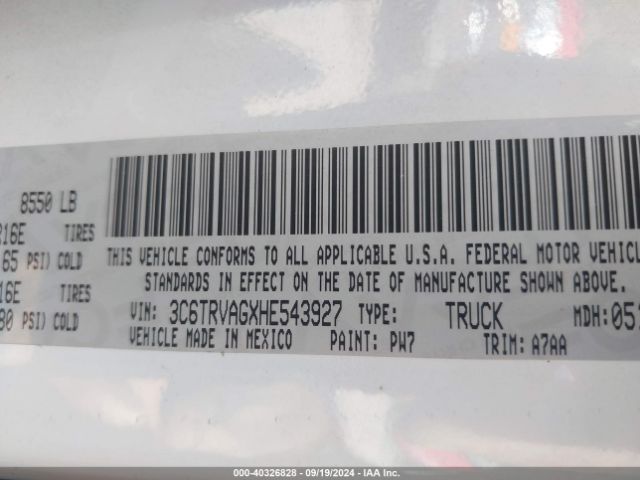 8550 LB
R16E TIRES
65 PSI) COLD
16E TIRES
80 PSI) COLD
THIS VEHICLE CONFORMS TO ALL APPLICABLE U.S.A. FEDERAL MOTOR VEHICL
STANDARDS IN EFFECT ON THE DATE OF MANUFACTURE SHOWN ABOVE.
VIN: 3C6TRVAGXHE543927 TYPE: TRUCK MDH:051
VEHICLE MADE IN MEXICO PAINT: PW7 TRIM: A7AA
000-40326828 - 09/19/2024 - IAA Inc.